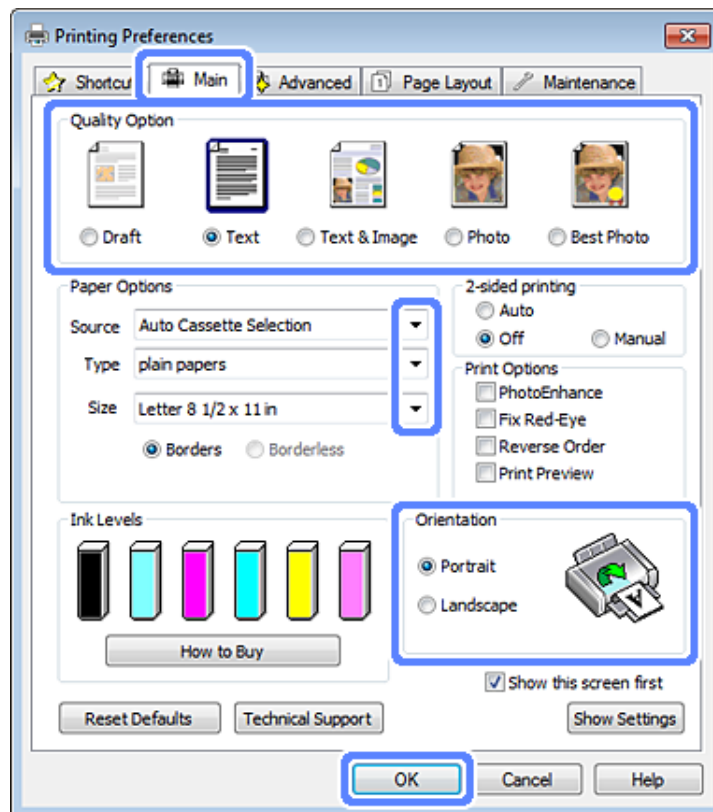 Printing Preferences
Shortcu Main Advanced 1 Page Layout Maintenance
Quality Option
Draft Text Text & Image Photo Best Photo
Paper Options
Source Auto Cassette Selection
Type plain papers
Size Letter 8 1/2 x 11 in
Borders Borderless
2-sided printing
Auto
Off Manual
Print Options
PhotoEnhance
Fix Red-Eye
Reverse Order
Print Preview
Ink Levels
How to Buy
Orientation
Portrait
Landscape
A
Show this screen first
Reset Defaults Technical Support Show Settings
OK Cancel Help